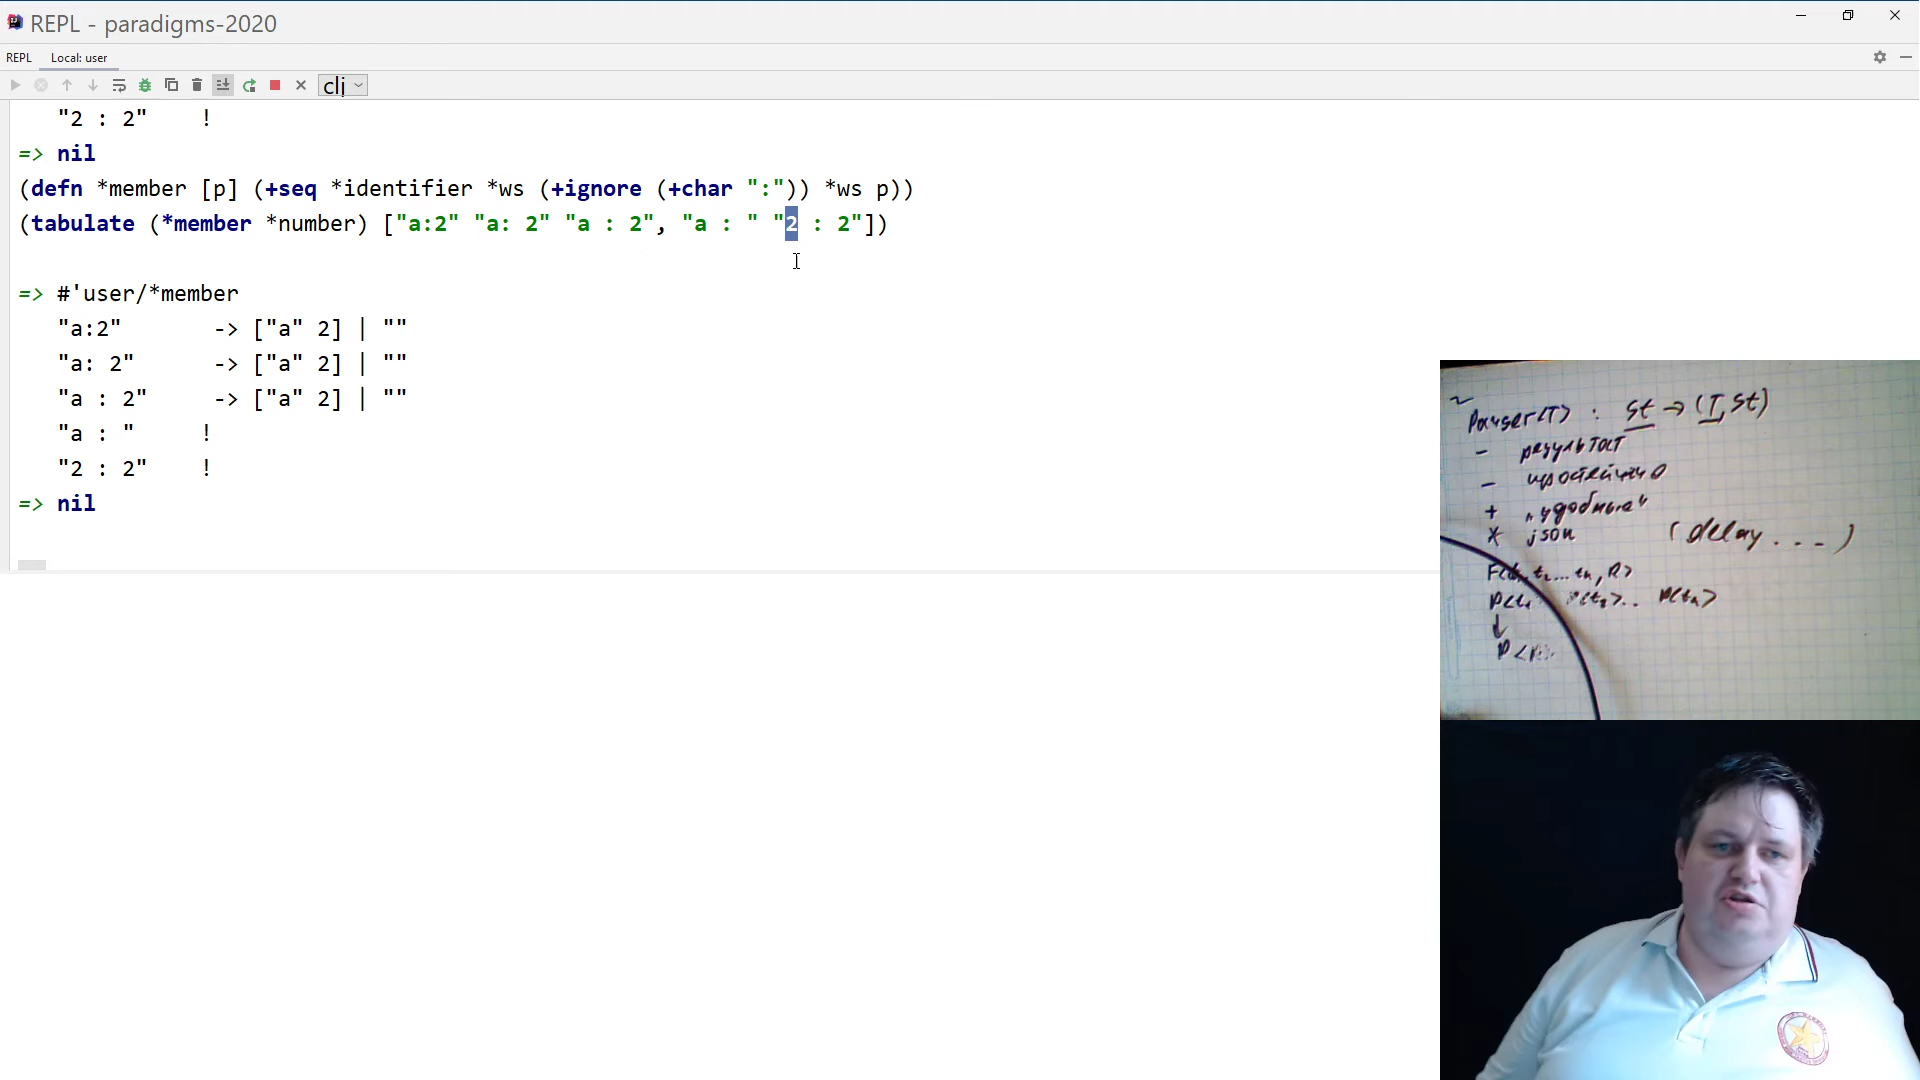 REPL - paradigms-2020
REPL Local: user
clj
"2 : 2" !
=> nil
(defn *member [p] (+seq *identifier *ws (+ignore (+char ":")) *ws p))
(tabulate (*member *number) ["a:2" "a: 2" "a : 2", "a : " "2 : 2"])
=> #'user/*member
"a:2" -> ["a" 2] | ""
"a: 2" -> ["a" 2] | ""
"a : 2" -> ["a" 2] | ""
"a : " !
"2 : 2" !
=> nil
Parser<T> : St → (T, St)
- результат
+ „удобные“
* json (delay . . . )